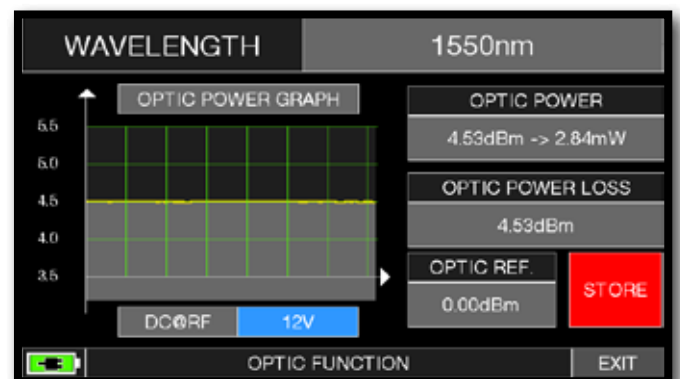 WAVELENGTH 1550nm
OPTIC POWER GRAPH
5.5
5.0
4.5
4.0
3.5
DC@RF 12V
OPTIC POWER
4.53dBm -> 2.84mW
OPTIC POWER LOSS
4.53dBm
OPTIC REF.
0.00dBm
STORE
OPTIC FUNCTION EXIT